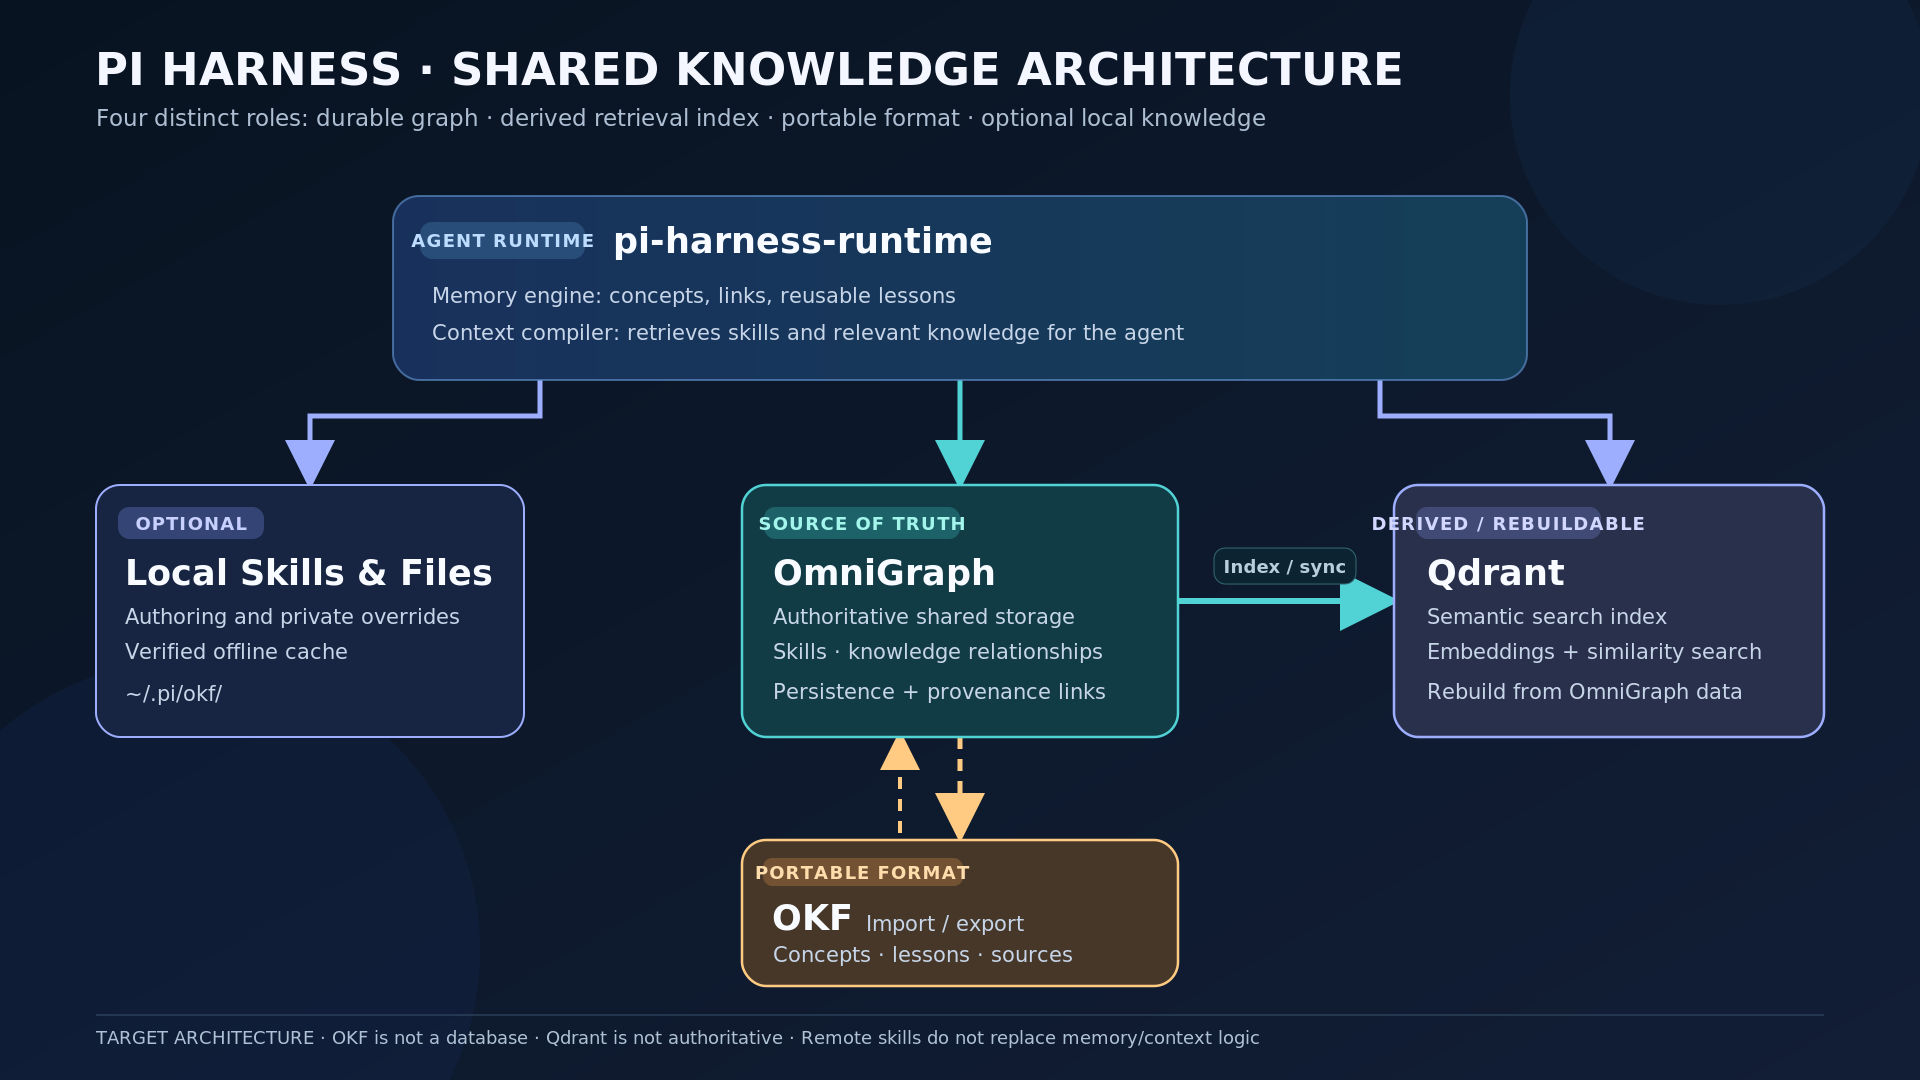 PI HARNESS · SHARED KNOWLEDGE ARCHITECTURE
Four distinct roles: durable graph · derived retrieval index · portable format · optional local knowledge
AGENT RUNTIME
pi-harness-runtime
Memory engine: concepts, links, reusable lessons
Context compiler: retrieves skills and relevant knowledge for the agent
OPTIONAL
Local Skills & Files
Authoring and private overrides
Verified offline cache
~/.pi/okf/
SOURCE OF TRUTH
OmniGraph
Authoritative shared storage
Skills · knowledge relationships
Persistence + provenance links
Index / sync
DERIVED / REBUILDABLE
Qdrant
Semantic search index
Embeddings + similarity search
Rebuild from OmniGraph data
PORTABLE FORMAT
OKF Import / export
Concepts · lessons · sources
TARGET ARCHITECTURE · OKF is not a database · Qdrant is not authoritative · Remote skills do not replace memory/context logic